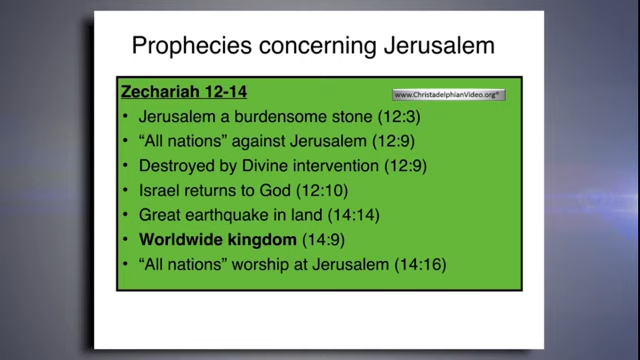 Prophecies concerning Jerusalem
Zechariah 12-14
www.ChristadelphianVideo.org
• Jerusalem a burdensome stone (12:3)
• “All nations” against Jerusalem (12:9)
• Destroyed by Divine intervention (12:9)
• Israel returns to God (12:10)
• Great earthquake in land (14:14)
• Worldwide kingdom (14:9)
• “All nations” worship at Jerusalem (14:16)